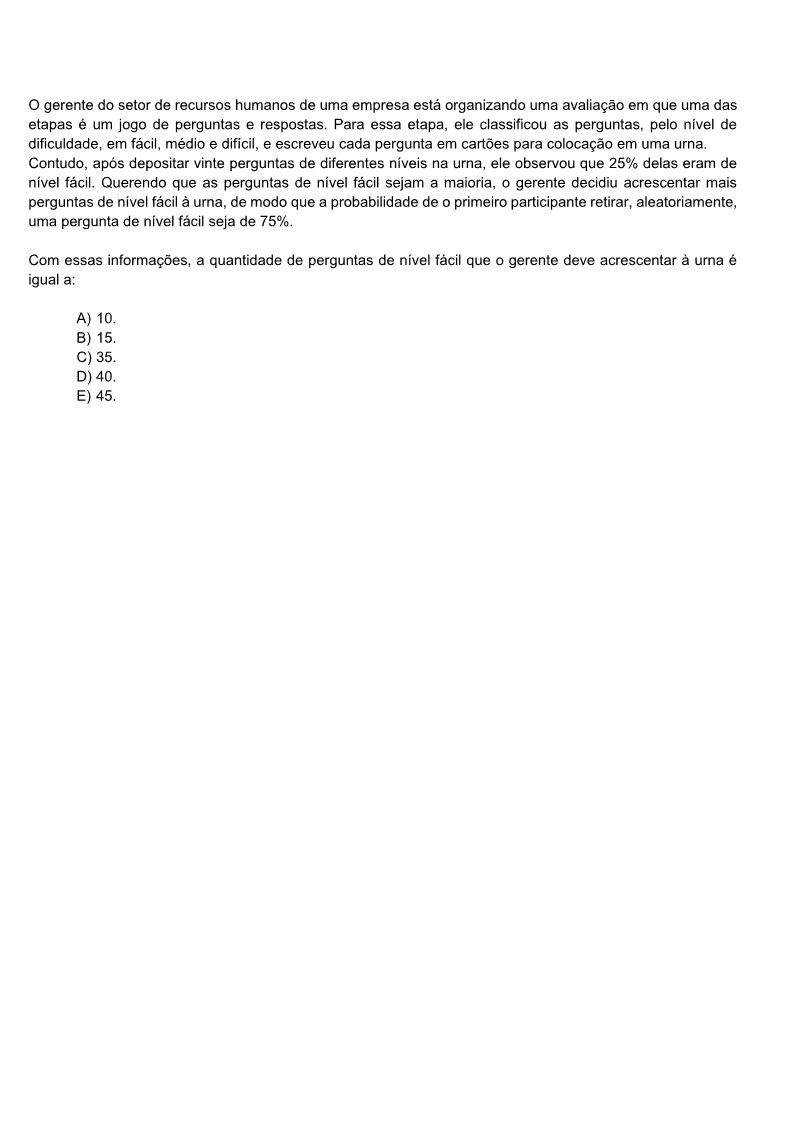 O gerente do setor de recursos humanos de uma empresa está organizando uma avaliação em que uma das
etapas é um jogo de perguntas e respostas. Para essa etapa, ele classificou as perguntas, pelo nível de
dificuldade, em fácil, médio e difícil, e escreveu cada pergunta em cartões para colocação em uma urna.
Contudo, após depositar vinte perguntas de diferentes níveis na urna, ele observou que 25% delas eram de
nível fácil. Querendo que as perguntas de nível fácil sejam a maioria, o gerente decidiu acrescentar mais
perguntas de nível fácil à urna, de modo que a probabilidade de o primeiro participante retirar, aleatoriamente,
uma pergunta de nível fácil seja de 75%.
Com essas informações, a quantidade de perguntas de nível fácil que o gerente deve acrescentar à urna é
igual a:
A) 10.
B) 15.
C) 35.
D) 40.
E) 45.